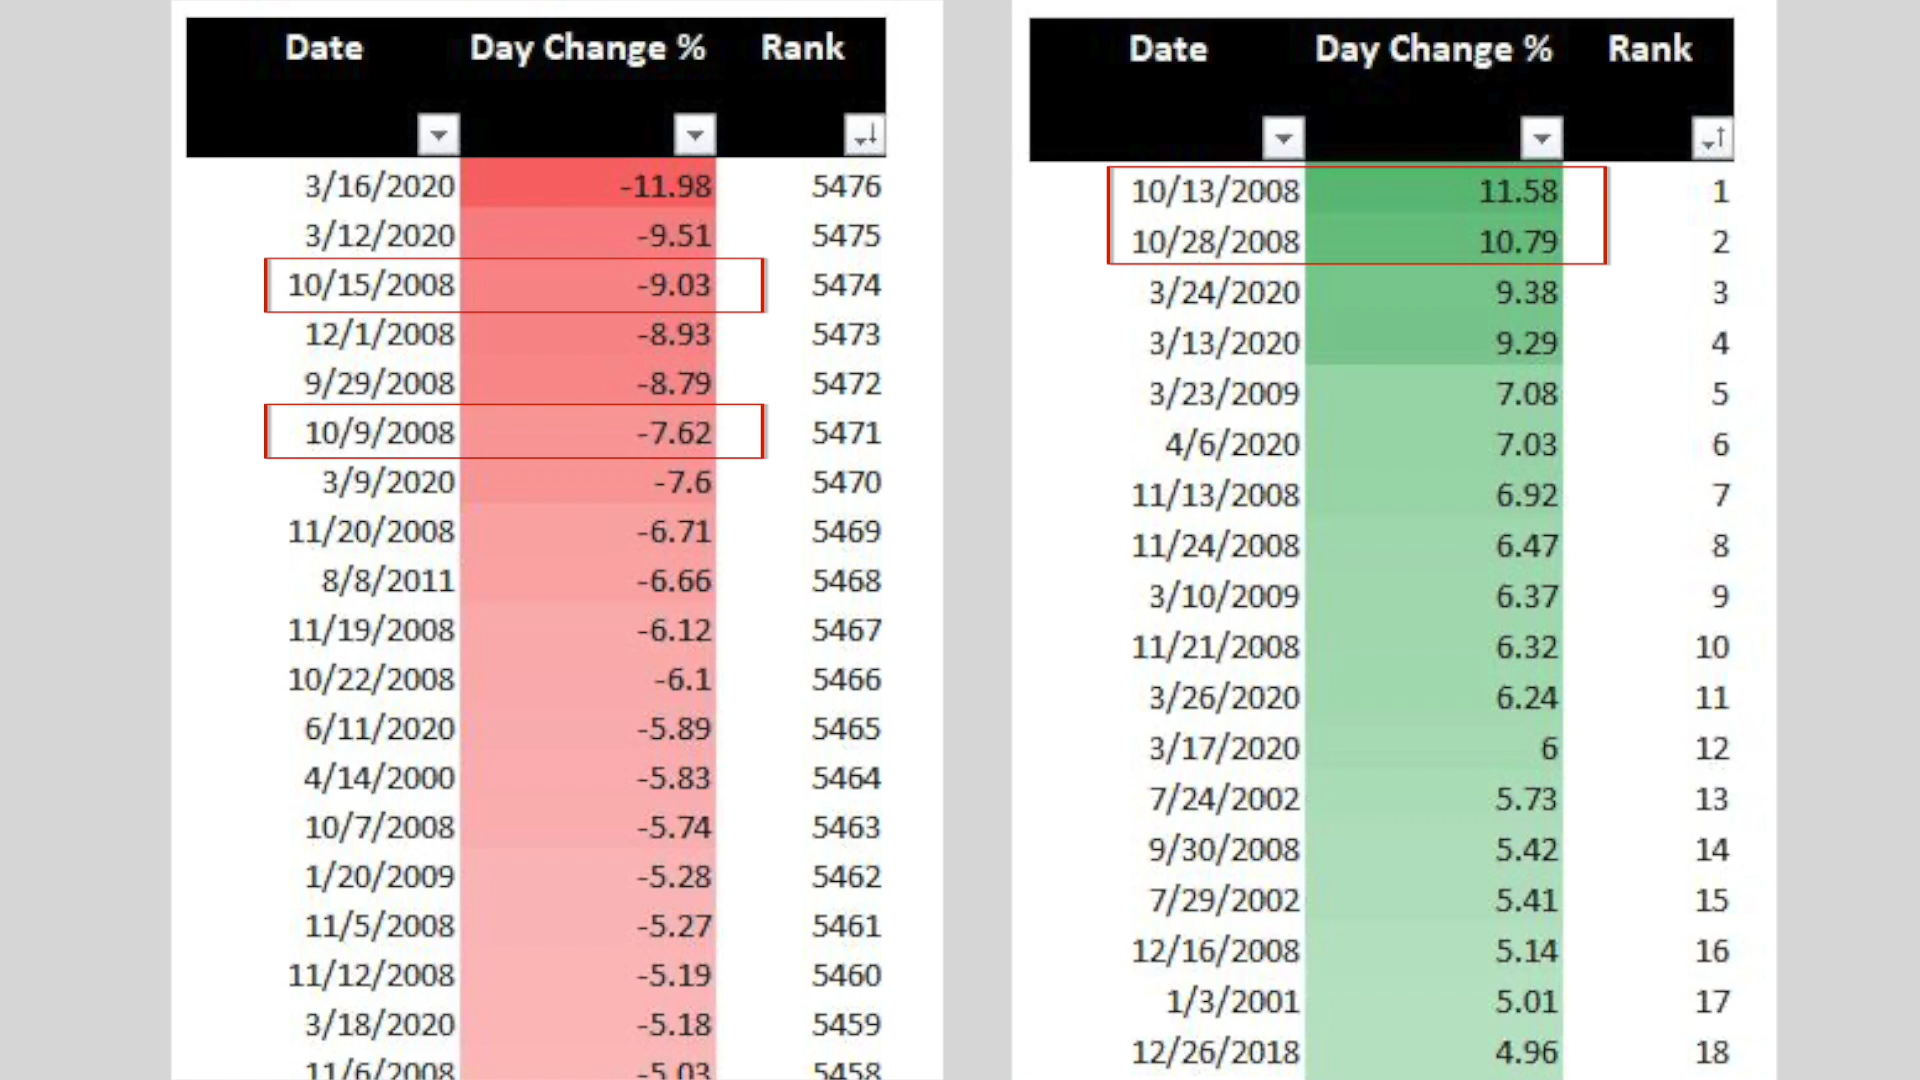 Date Day Change % Rank
3/16/2020 -11.98 5476
3/12/2020 -9.51 5475
10/15/2008 -9.03 5474
12/1/2008 -8.93 5473
9/29/2008 -8.79 5472
10/9/2008 -7.62 5471
3/9/2020 -7.6 5470
11/20/2008 -6.71 5469
8/8/2011 -6.66 5468
11/19/2008 -6.12 5467
10/22/2008 -6.1 5466
6/11/2020 -5.89 5465
4/14/2000 -5.83 5464
10/7/2008 -5.74 5463
1/20/2009 -5.28 5462
11/5/2008 -5.27 5461
11/12/2008 -5.19 5460
3/18/2020 -5.18 5459
11/6/2008 -5.03 5458
Date Day Change % Rank
10/13/2008 11.58 1
10/28/2008 10.79 2
3/24/2020 9.38 3
3/13/2020 9.29 4
3/23/2009 7.08 5
4/6/2020 7.03 6
11/13/2008 6.92 7
11/24/2008 6.47 8
3/10/2009 6.37 9
11/21/2008 6.32 10
3/26/2020 6.24 11
3/17/2020 6 12
7/24/2002 5.73 13
9/30/2008 5.42 14
7/29/2002 5.41 15
12/16/2008 5.14 16
1/3/2001 5.01 17
12/26/2018 4.96 18